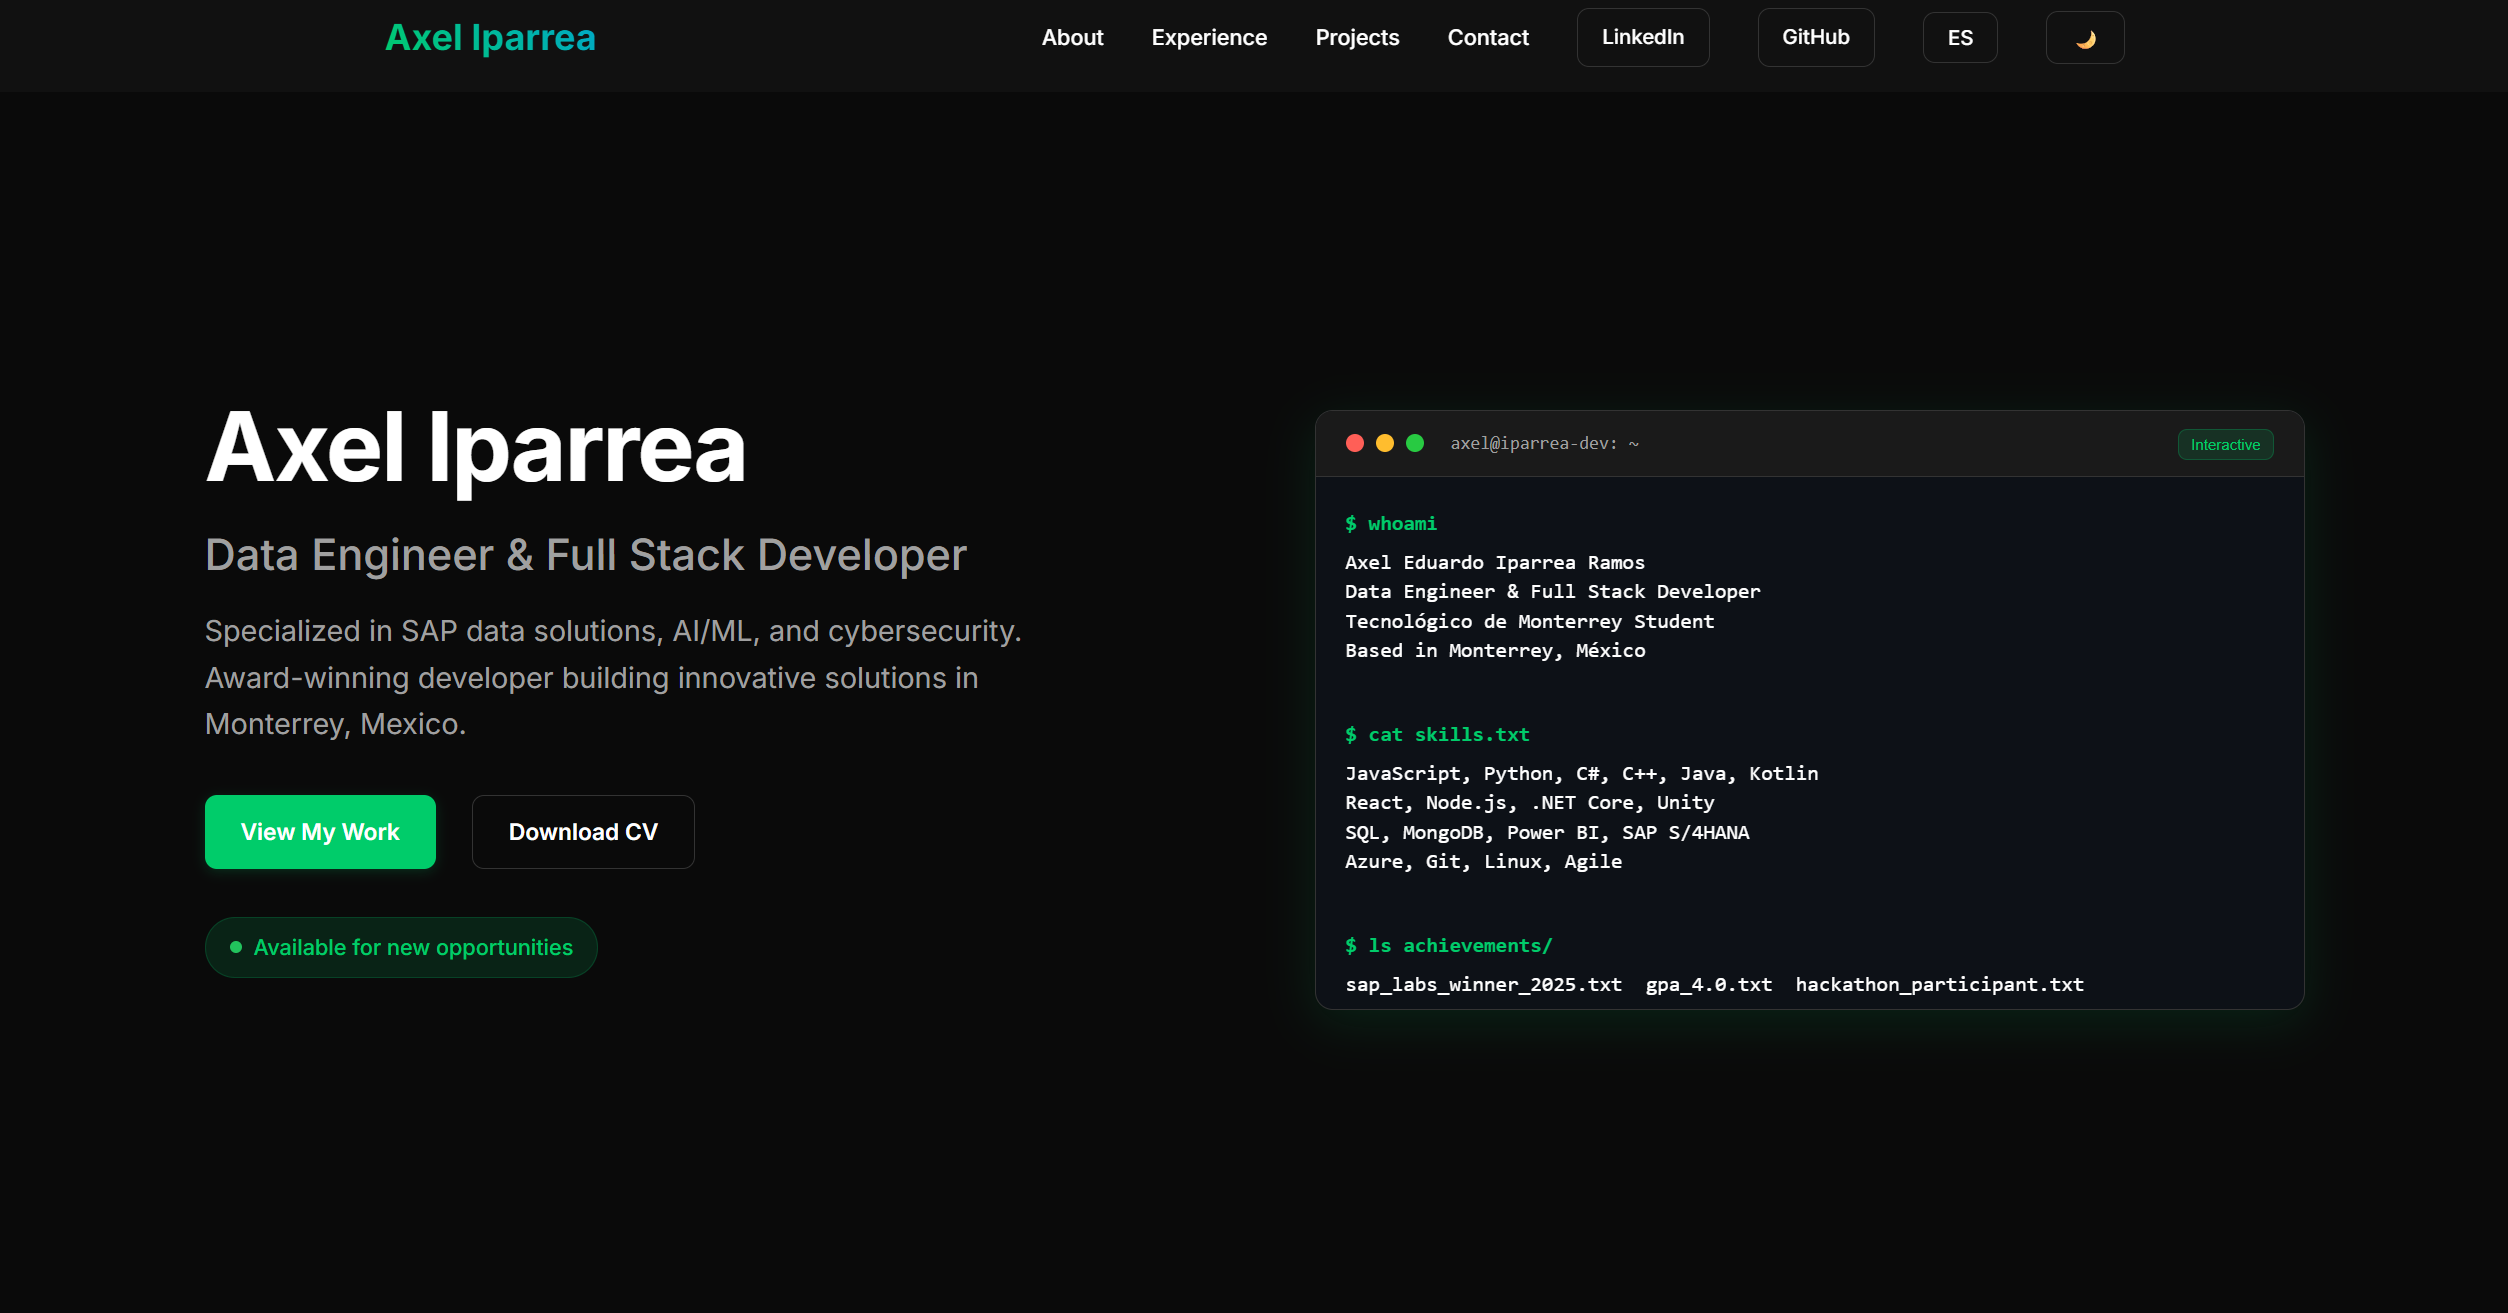 Axel Iparrea
About
Experience
Projects
Contact
LinkedIn
GitHub
ES
Axel Iparrea
Data Engineer & Full Stack Developer
Specialized in SAP data solutions, AI/ML, and cybersecurity.
Award-winning developer building innovative solutions in
Monterrey, Mexico.
View My Work
Download CV
Available for new opportunities
axel@iparrea-dev: ~
Interactive
$ whoami
Axel Eduardo Iparrea Ramos
Data Engineer & Full Stack Developer
Tecnológico de Monterrey Student
Based in Monterrey, México
$ cat skills.txt
JavaScript, Python, C#, C++, Java, Kotlin
React, Node.js, .NET Core, Unity
SQL, MongoDB, Power BI, SAP S/4HANA
Azure, Git, Linux, Agile
$ ls achievements/
sap_labs_winner_2025.txt  gpa_4.0.txt  hackathon_participant.txt